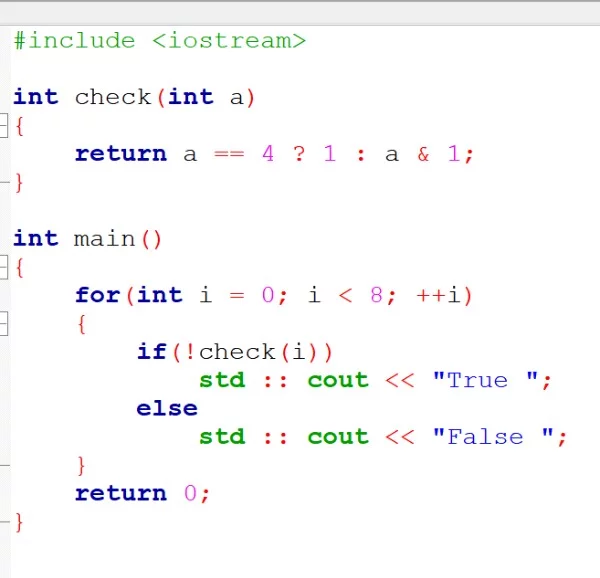 #include <iostream>
int check(int a)
{
return a == 4 ? 1 : a & 1;
}
int main()
{
for(int i = 0; i < 8; ++i)
{
if(!check(i))
std :: cout << "True ";
else
std :: cout << "False ";
}
return 0;
}